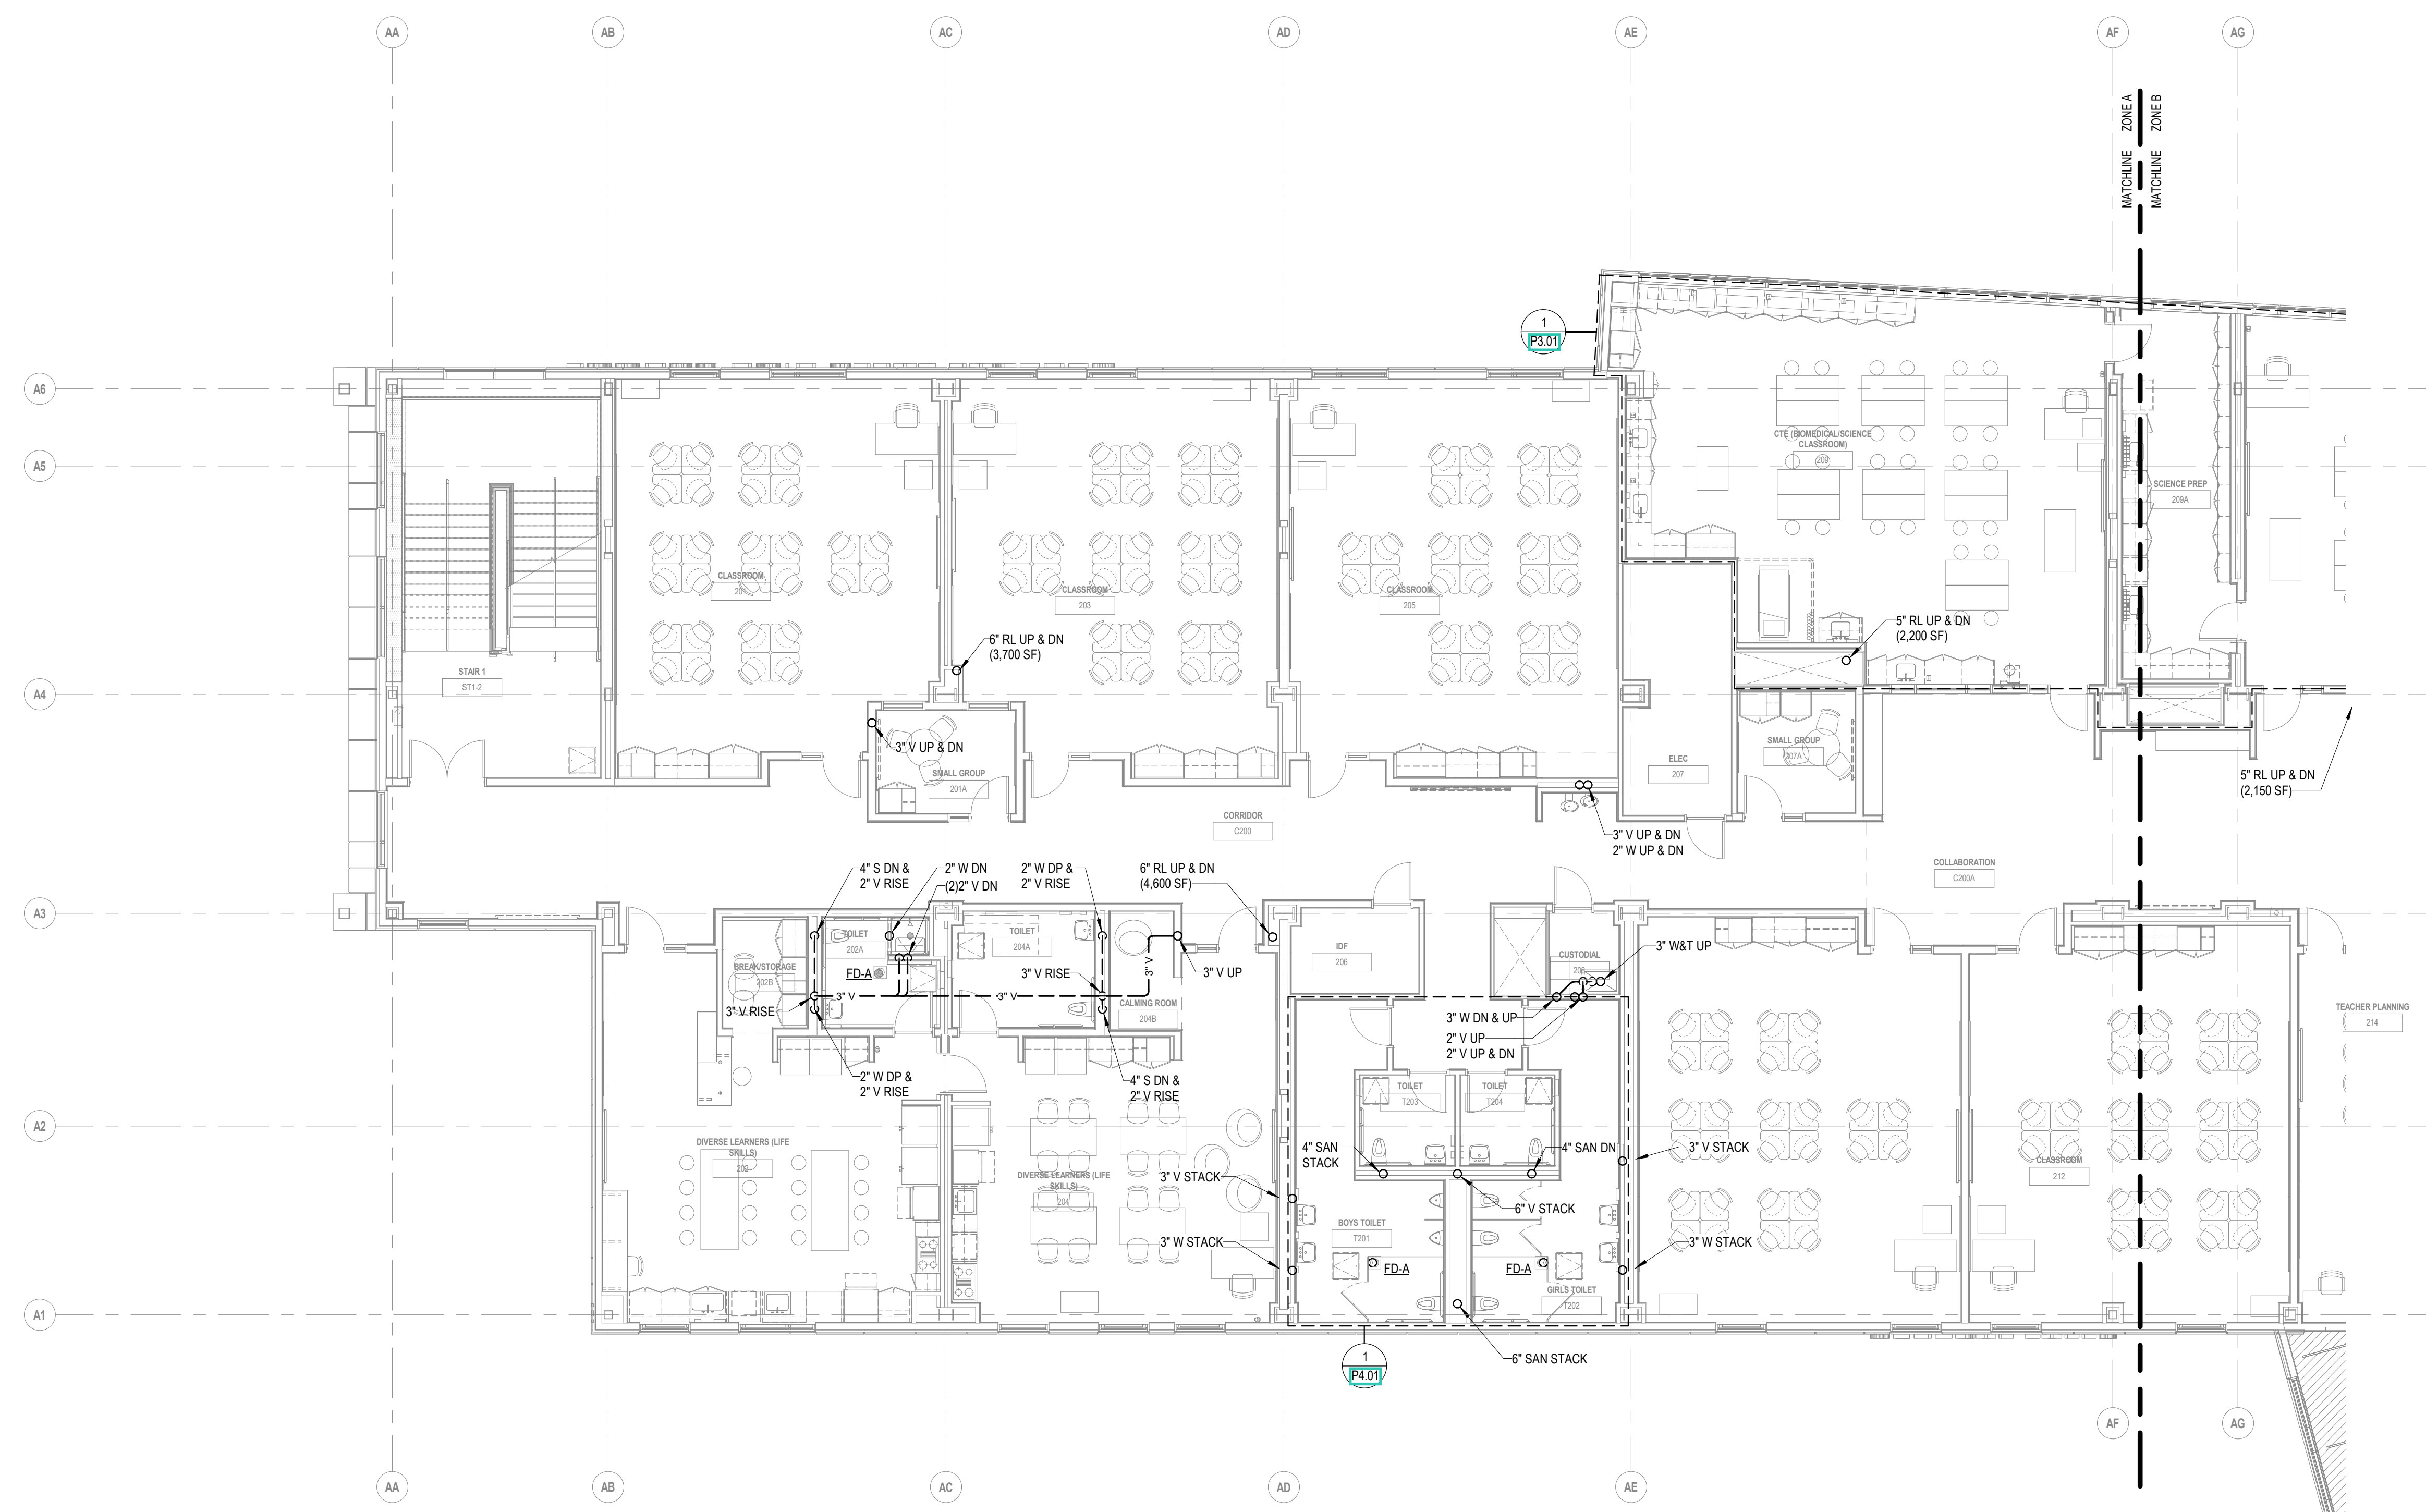 AA
AB
AC
AD
AE
AF
AG
MATCHLINE ZONE A
MATCHLINE ZONE B
1
P3.01
A6
A5
A4
A3
A2
A1
CTE (BIOMEDICAL/SCIENCE
CLASSROOM)
209
SCIENCE PREP
209A
CLASSROOM
201
CLASSROOM
203
CLASSROOM
205
6" RL UP & DN
(3,700 SF)
5" RL UP & DN
(2,200 SF)
STAIR 1
ST1-2
3" V UP & DN
SMALL GROUP
201A
ELEC
207
SMALL GROUP
207A
5" RL UP & DN
(2,150 SF)
CORRIDOR
C200
3" V UP & DN
2" W UP & DN
COLLABORATION
C200A
4" S DN &
2" V RISE
2" W DN
(2)2" V DN
2" W DP &
2" V RISE
6" RL UP & DN
(4,600 SF)
TOILET
202A
TOILET
204A
IDF
206
CUSTODIAL
3" W&T UP
BREAK/STORAGE
202B
FD-A
3" V RISE
3" V
3" V UP
3" V
3" V
3" V RISE
CALMING ROOM
204B
TEACHER PLANNING
214
3" W DN & UP
2" V UP
2" V UP & DN
2" W DP &
2" V RISE
4" S DN &
2" V RISE
TOILET
T203
TOILET
T204
DIVERSE LEARNERS (LIFE
SKILLS)
202
4" SAN
STACK
4" SAN DN
3" V STACK
CLASSROOM
212
DIVERSE LEARNERS (LIFE
SKILLS)
204
3" V STACK
6" V STACK
BOYS TOILET
T201
3" W STACK
3" W STACK
FD-A
FD-A
GIRLS TOILET
T202
6" SAN STACK
1
P4.01
AF
AG
AA
AB
AC
AD
AE